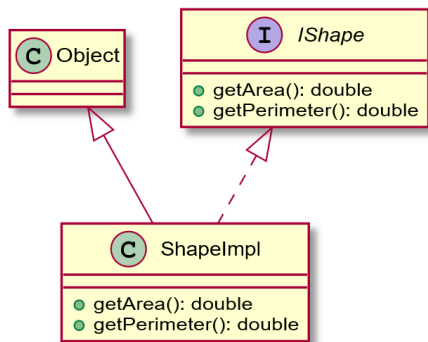 C Object
I IShape
getArea(): double
getPerimeter(): double
C ShapeImpl
getArea(): double
getPerimeter(): double